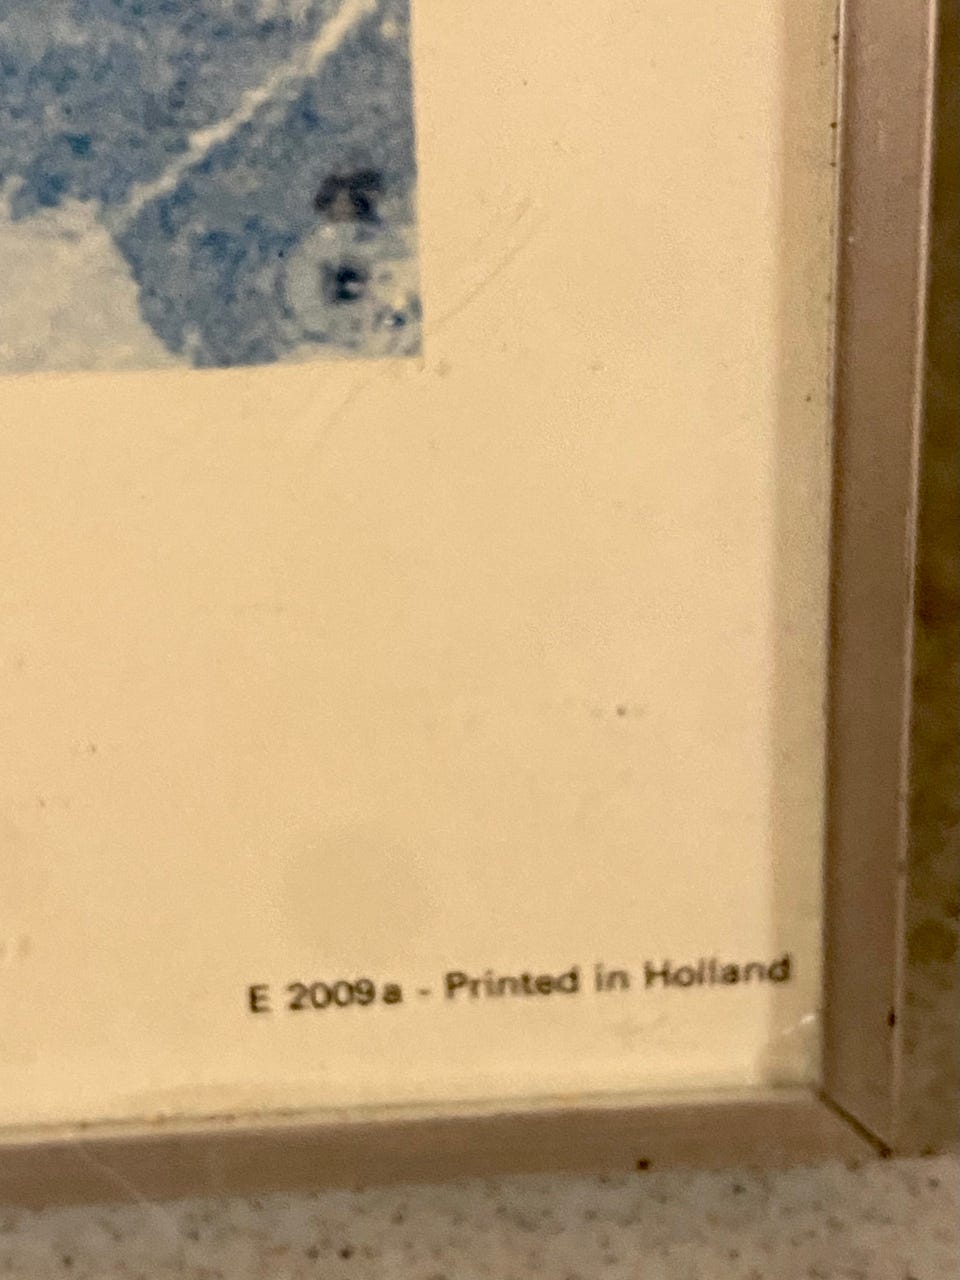 E 2009a - Printed in Holland